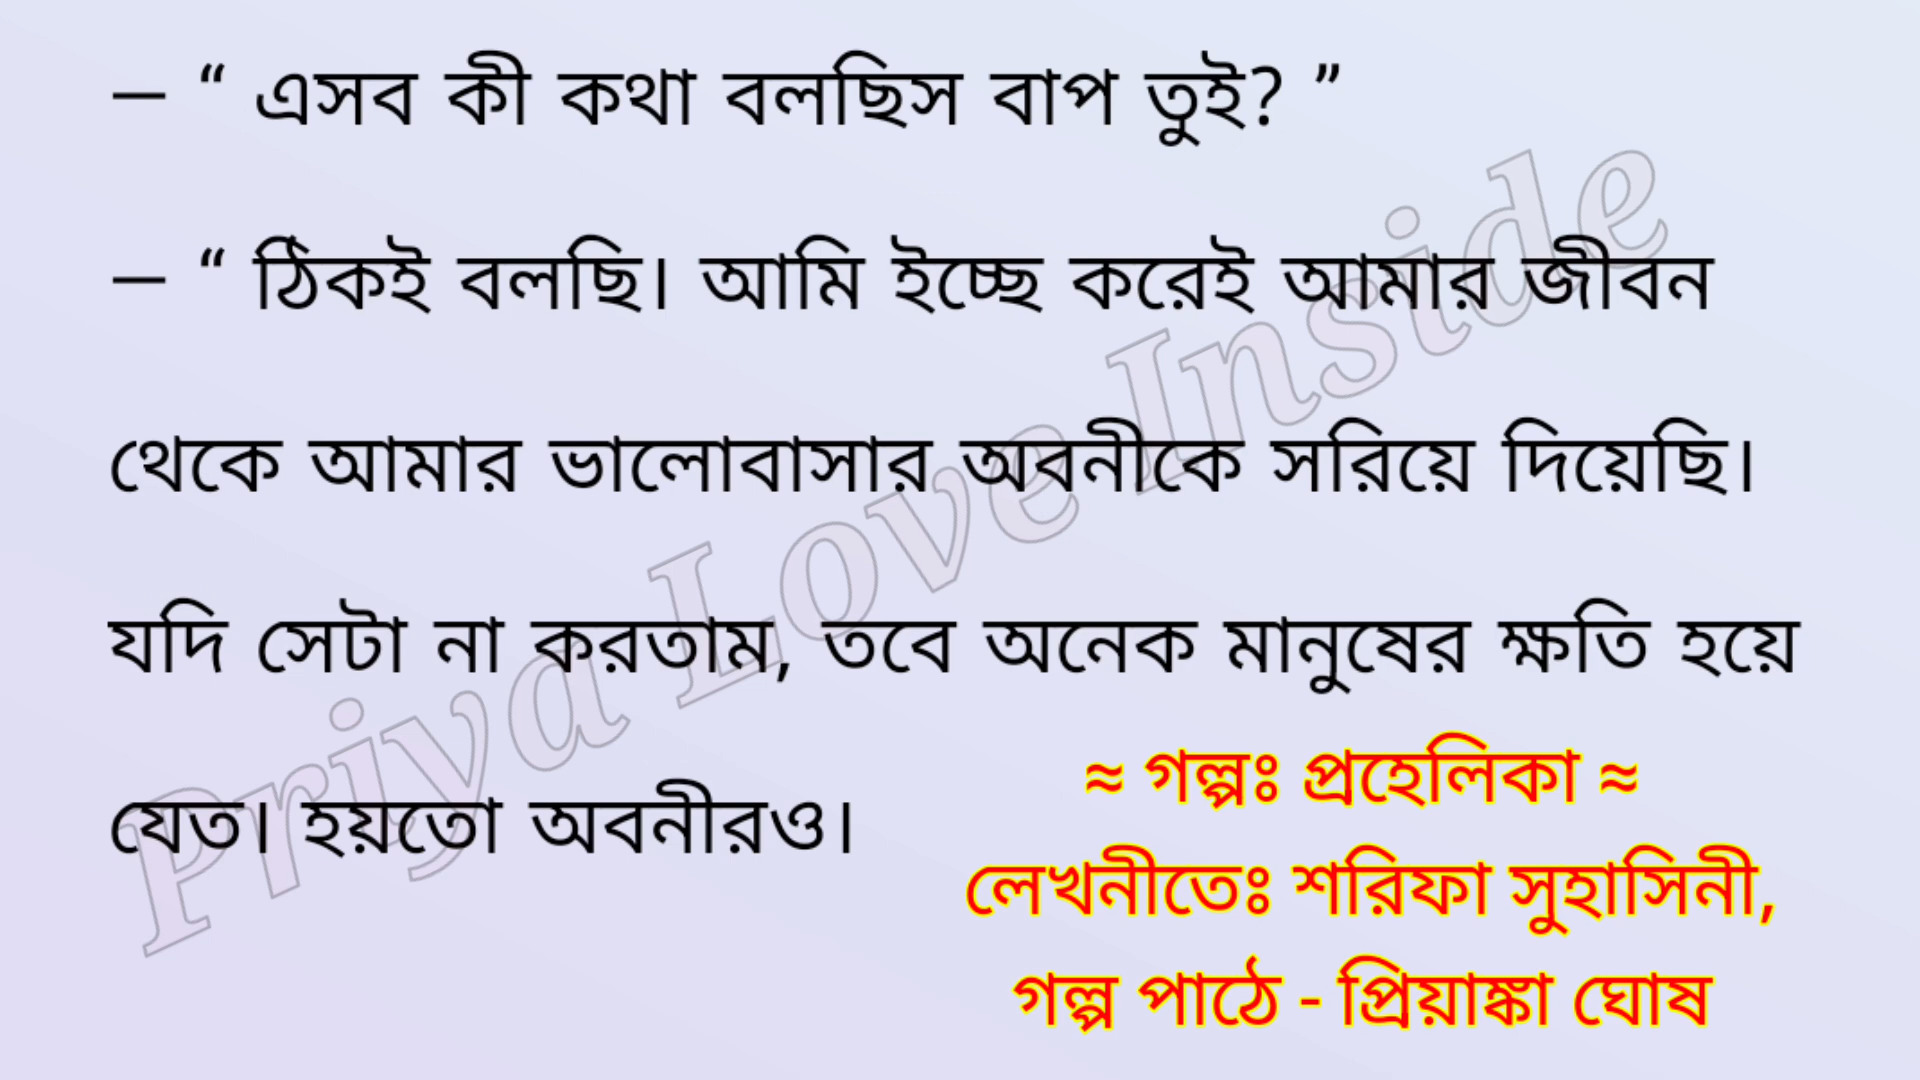 – “ এসব কী কথা বলছিস বাপ তুই? ”
– “ ঠিকই বলছি। আমি ইচ্ছে করেই আমার জীবন
থেকে আমার ভালোবাসার অবনীকে সরিয়ে দিয়েছি।
যদি সেটা না করতাম, তবে অনেক মানুষের ক্ষতি হয়ে
যেত। হয়তো অবনীরও।
≈ গল্পঃ প্রহেলিকা ≈
লেখনীতেঃ শরিফা সুহাসিনী,
গল্প পাঠে - প্রিয়াঙ্কা ঘোষ
Priya Love Inside